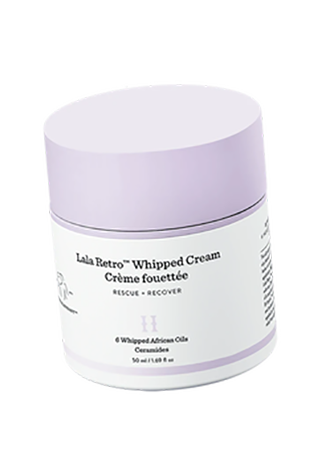 Lala Retro™ Whipped Cream
Crème fouettée
RESCUE + RECOVER
6 Whipped African Oils
Ceramides
50 ml / 1.69 fl oz